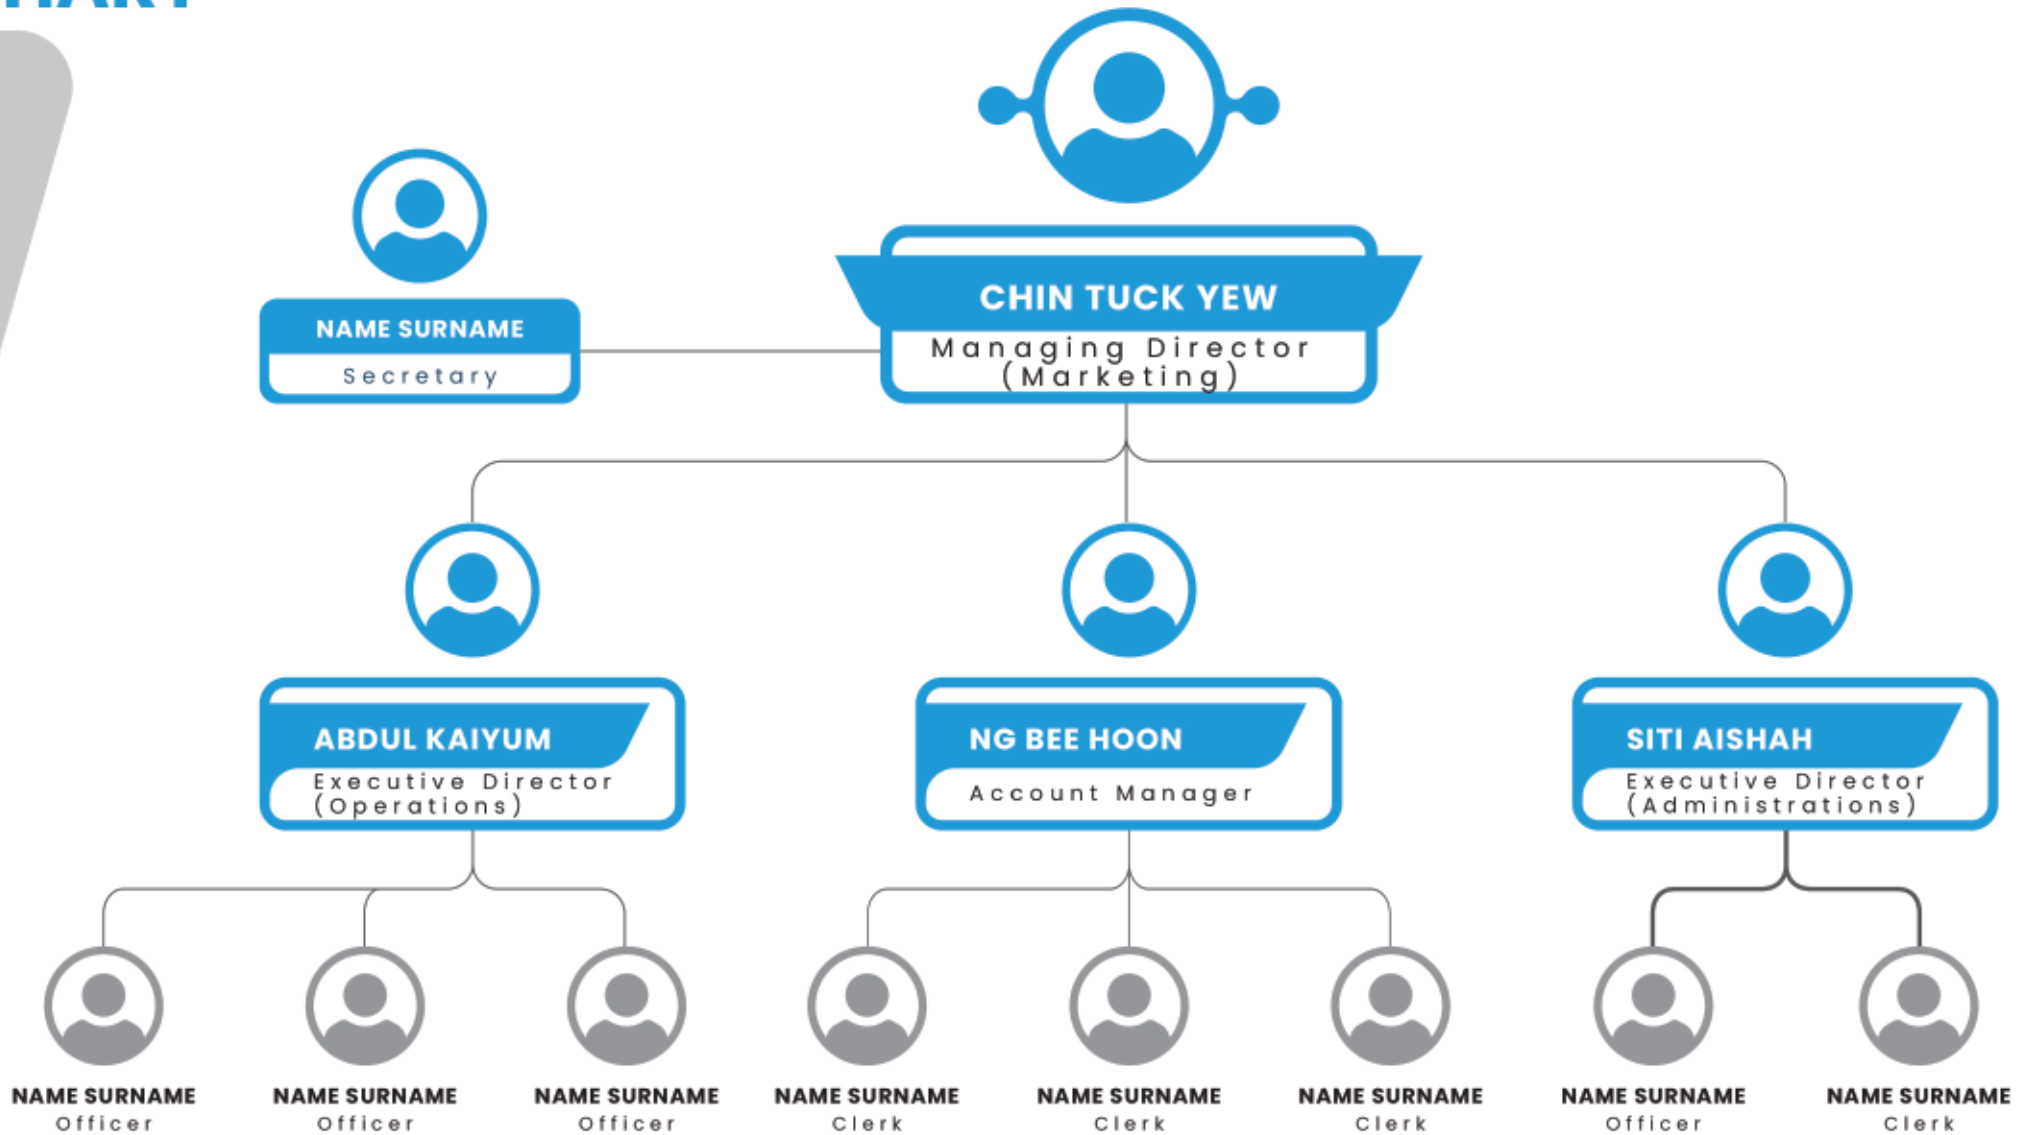 CHIN TUCK YEW
Managing Director
(Marketing)
NAME SURNAME
Secretary
ABDUL KAIYUM
Executive Director
(Operations)
NG BEE HOON
Account Manager
SITI AISHAH
Executive Director
(Administrations)
NAME SURNAME
Officer
NAME SURNAME
Officer
NAME SURNAME
Officer
NAME SURNAME
Clerk
NAME SURNAME
Clerk
NAME SURNAME
Clerk
NAME SURNAME
Officer
NAME SURNAME
Clerk